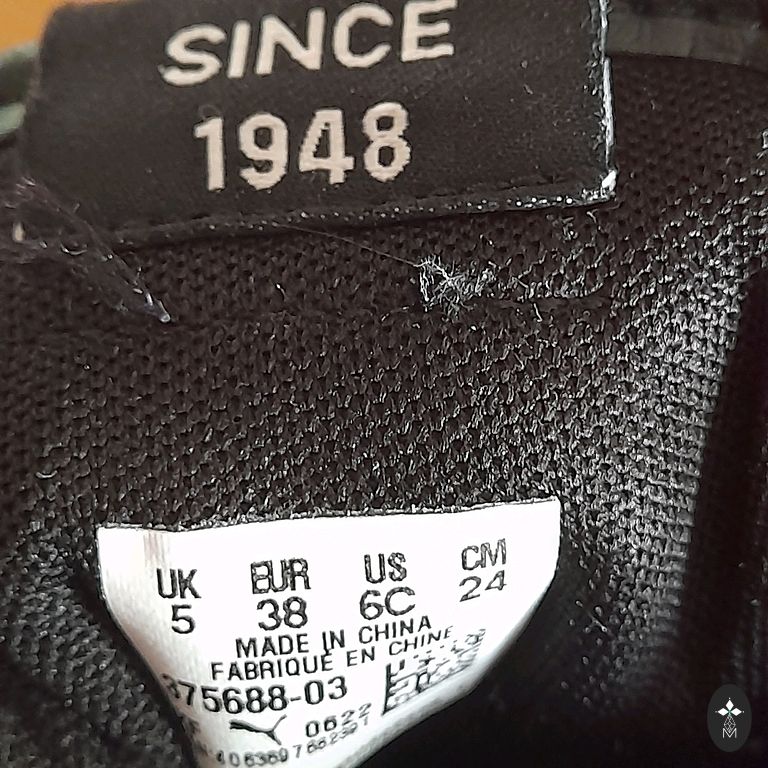 SINCE
1948
UK EUR US CM
5 38 6C 24
MADE IN CHINA
FABRIQUÉ EN CHINE
375688-03
0622
M